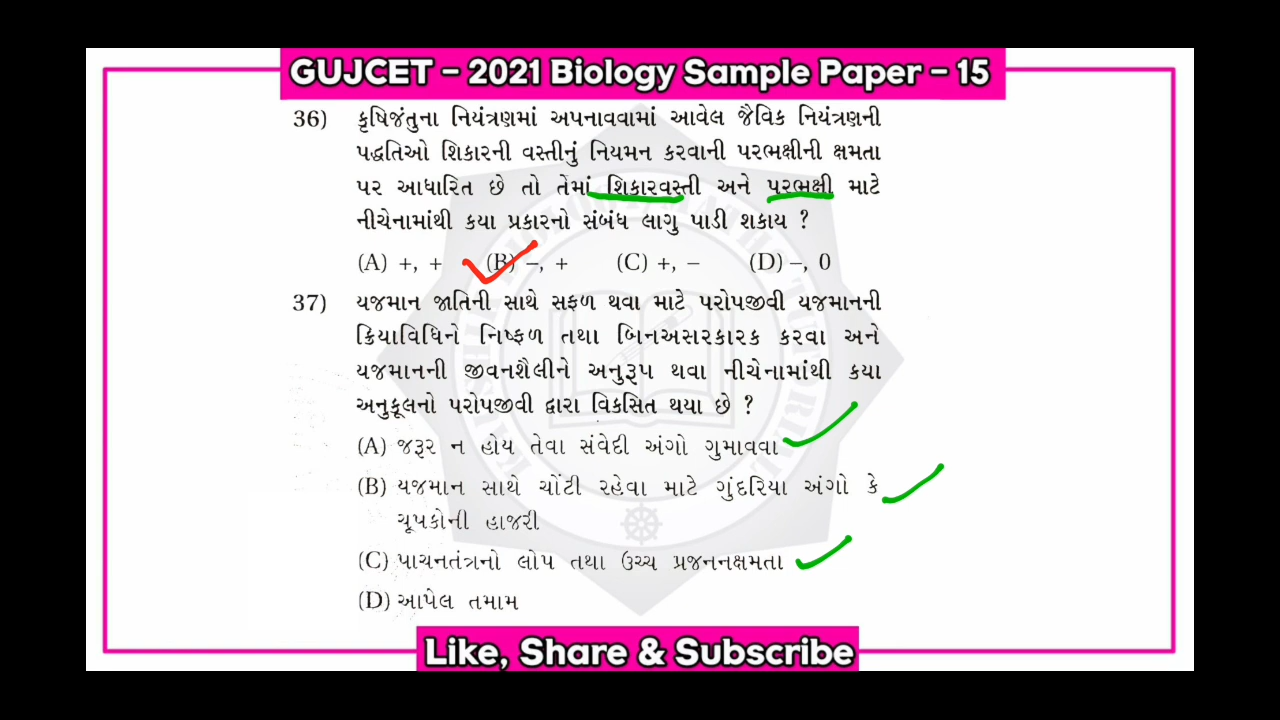 GUJCET – 2021 Biology Sample Paper – 15
36) કૃષિજંતુના નિયંત્રણમાં અપનાવવામાં આવેલ જૈવિક નિયંત્રણની
પદ્ધતિઓ શિકારની વસ્તીનું નિયમન કરવાની પરભક્ષીની ક્ષમતા
પર આધારિત છે તો તેમાં શિકારવસ્તી અને પરભક્ષી માટે
નીચેનામાંથી કયા પ્રકારનો સંબંધ લાગુ પાડી શકાય ?
(A) +, + (B) –, + (C) +, – (D) –, 0
37) યજમાન જાતિની સાથે સફળ થવા માટે પરોપજીવી યજમાનની
ક્રિયાવિધિને નિષ્ફળ તથા બિનઅસરકારક કરવા અને
યજમાનની જીવનશૈલીને અનુરૂપ થવા નીચેનામાંથી કયા
અનુકૂલનો પરોપજીવી દ્વારા વિકસિત થયા છે ?
(A) જરૂર ન હોય તેવા સંવેદી અંગો ગુમાવવા
(B) યજમાન સાથે ચોંટી રહેવા માટે ગુંદરિયા અંગો કે
ચૂષકોની હાજરી
(C) પાચનતંત્રનો લોપ તથા ઉચ્ચ પ્રજનનક્ષમતા
(D) આપેલ તમામ
Like, Share & Subscribe